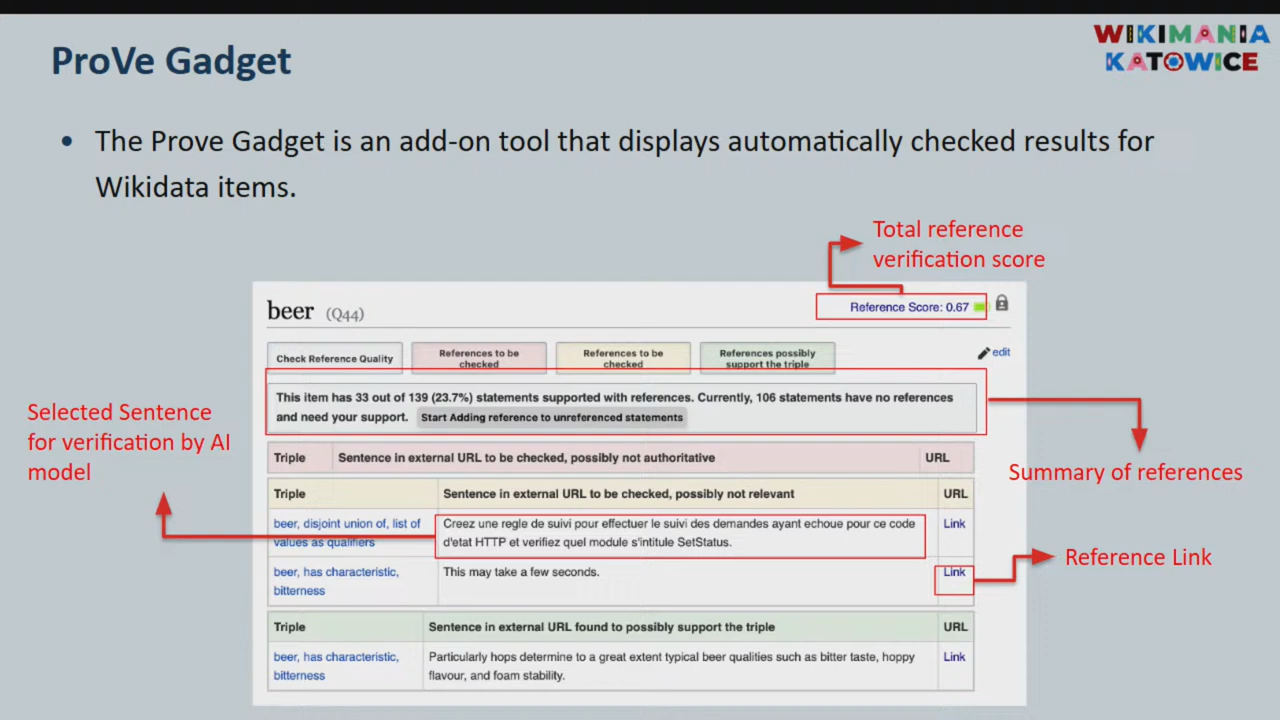 ProVe Gadget
WIKIMANIA
KATOWICE
• The Prove Gadget is an add-on tool that displays automatically checked results for
Wikidata items.
Total reference
verification score
beer (Q44)
Reference Score: 0.67
Check Reference Quality
References to be
checked
References to be
checked
References possibly
support the triple
edit
This item has 33 out of 139 (23.7%) statements supported with references. Currently, 106 statements have no references
and need your support. Start Adding reference to unreferenced statements
Selected Sentence
for verification by AI
model
Summary of references
Triple Sentence in external URL to be checked, possibly not authoritative URL
Triple Sentence in external URL to be checked, possibly not relevant URL
beer, disjoint union of, list of
values as qualifiers
Creez une regle de suivi pour effectuer le suivi des demandes ayant echoue pour ce code
d'etat HTTP et verifiez quel module s'intitule SetStatus.
Link
beer, has characteristic,
bitterness
This may take a few seconds.
Link
Reference Link
Triple Sentence in external URL found to possibly support the triple URL
beer, has characteristic,
bitterness
Particularly hops determine to a great extent typical beer qualities such as bitter taste, hoppy
flavour, and foam stability.
Link